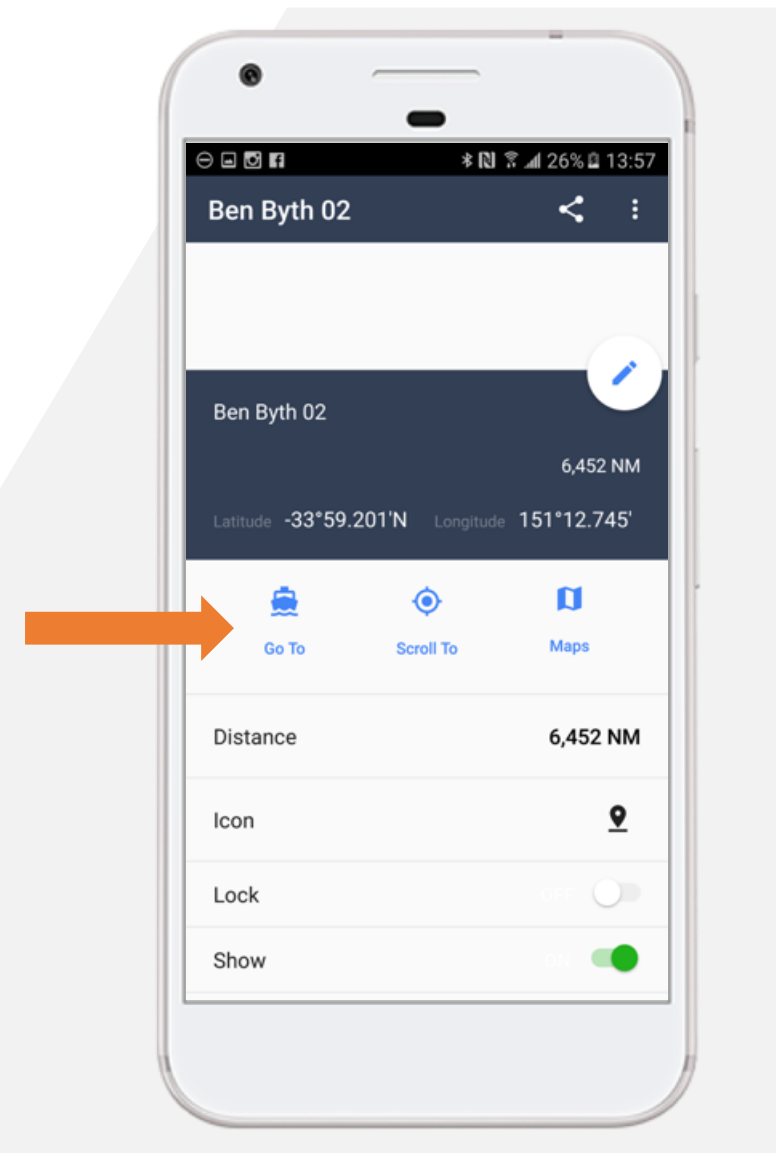 26% 13:57
Ben Byth 02
Ben Byth 02
6,452 NM
Latitude -33°59.201'N Longitude 151°12.745'
Go To Scroll To Maps
Distance 6,452 NM
Icon
Lock OFF
Show ON